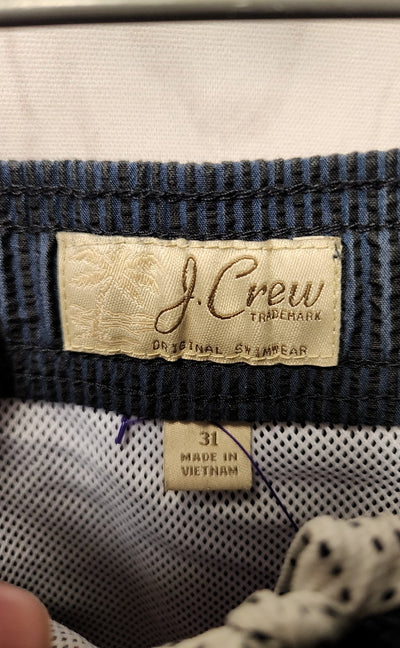 J.Crew
TRADEMARK
ORIGINAL SWIMWEAR
31
MADE IN
VIETNAM